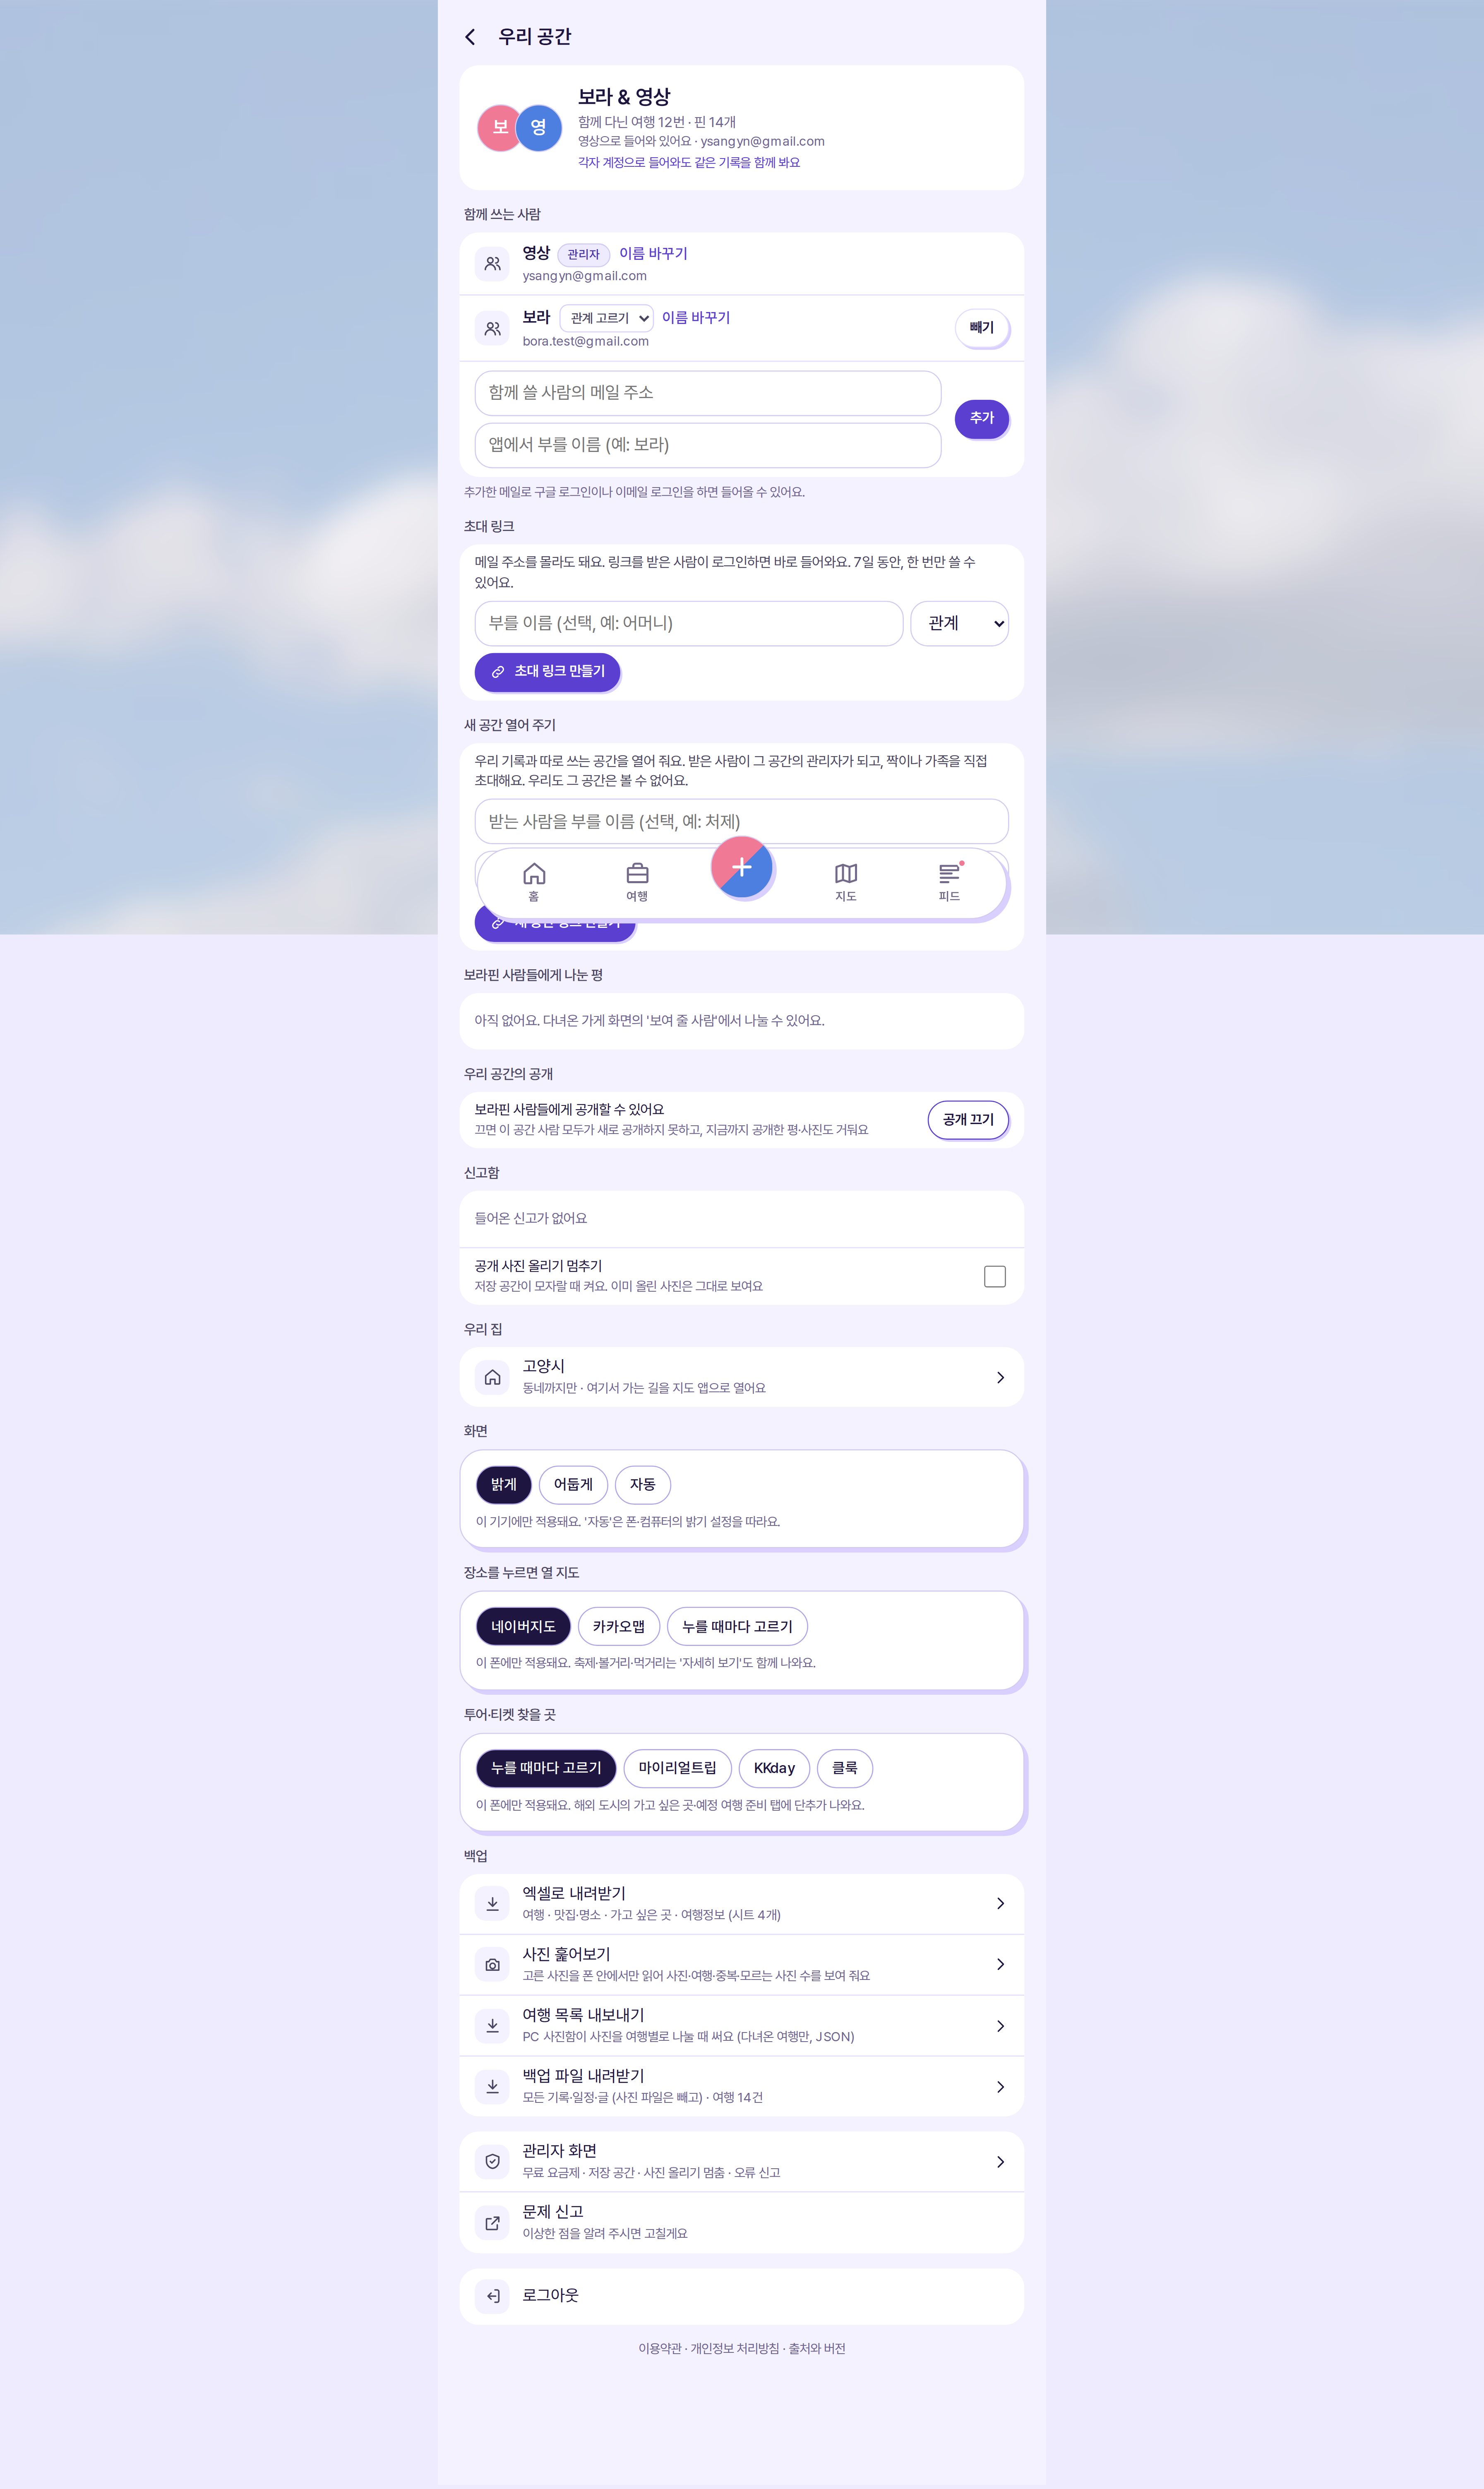 우리 공간
보 영
보라 & 영상
함께 다닌 여행 12번 · 핀 14개
영상으로 들어와 있어요 · ysangyn@gmail.com
각자 계정으로 들어와도 같은 기록을 함께 봐요
함께 쓰는 사람
영상 관리자 이름 바꾸기
ysangyn@gmail.com
보라 관계 고르기 이름 바꾸기 빼기
bora.test@gmail.com
함께 쓸 사람의 메일 주소
추가
앱에서 부를 이름 (예: 보라)
추가한 메일로 구글 로그인이나 이메일 로그인을 하면 들어올 수 있어요.
초대 링크
메일 주소를 몰라도 돼요. 링크를 받은 사람이 로그인하면 바로 들어와요. 7일 동안, 한 번만 쓸 수
있어요.
부를 이름 (선택, 예: 어머니) 관계
초대 링크 만들기
새 공간 열어 주기
우리 기록과 따로 쓰는 공간을 열어 줘요. 받은 사람이 그 공간의 관리자가 되고, 짝이나 가족을 직접
초대해요. 우리도 그 공간은 볼 수 없어요.
받는 사람을 부를 이름 (선택, 예: 처제)
홈 여행 지도 피드
보라핀 사람들에게 나눈 평
아직 없어요. 다녀온 가게 화면의 '보여 줄 사람'에서 나눌 수 있어요.
우리 공간의 공개
보라핀 사람들에게 공개할 수 있어요
끄면 이 공간 사람 모두가 새로 공개하지 못하고, 지금까지 공개한 평·사진도 거둬요
공개 끄기
신고함
들어온 신고가 없어요
공개 사진 올리기 멈추기
저장 공간이 모자랄 때 켜요. 이미 올린 사진은 그대로 보여요
우리 집
고양시
동네까지만 · 여기서 가는 길을 지도 앱으로 열어요
화면
밝게 어둡게 자동
이 기기에만 적용돼요. '자동'은 폰·컴퓨터의 밝기 설정을 따라요.
장소를 누르면 열 지도
네이버지도 카카오맵 누를 때마다 고르기
이 폰에만 적용돼요. 축제·볼거리·먹거리는 '자세히 보기'도 함께 나와요.
투어·티켓 찾을 곳
누를 때마다 고르기 마이리얼트립 KKday 클룩
이 폰에만 적용돼요. 해외 도시의 가고 싶은 곳·예정 여행 준비 탭에 단추가 나와요.
백업
엑셀로 내려받기
여행 · 맛집·명소 · 가고 싶은 곳 · 여행정보 (시트 4개)
사진 훑어보기
고른 사진을 폰 안에서만 읽어 사진·여행·중복·모르는 사진 수를 보여 줘요
여행 목록 내보내기
PC 사진함이 사진을 여행별로 나눌 때 써요 (다녀온 여행만, JSON)
백업 파일 내려받기
모든 기록·일정·글 (사진 파일은 빼고) · 여행 14건
관리자 화면
무료 요금제 · 저장 공간 · 사진 올리기 멈춤 · 오류 신고
문제 신고
이상한 점을 알려 주시면 고칠게요
로그아웃
이용약관 · 개인정보 처리방침 · 출처와 버전